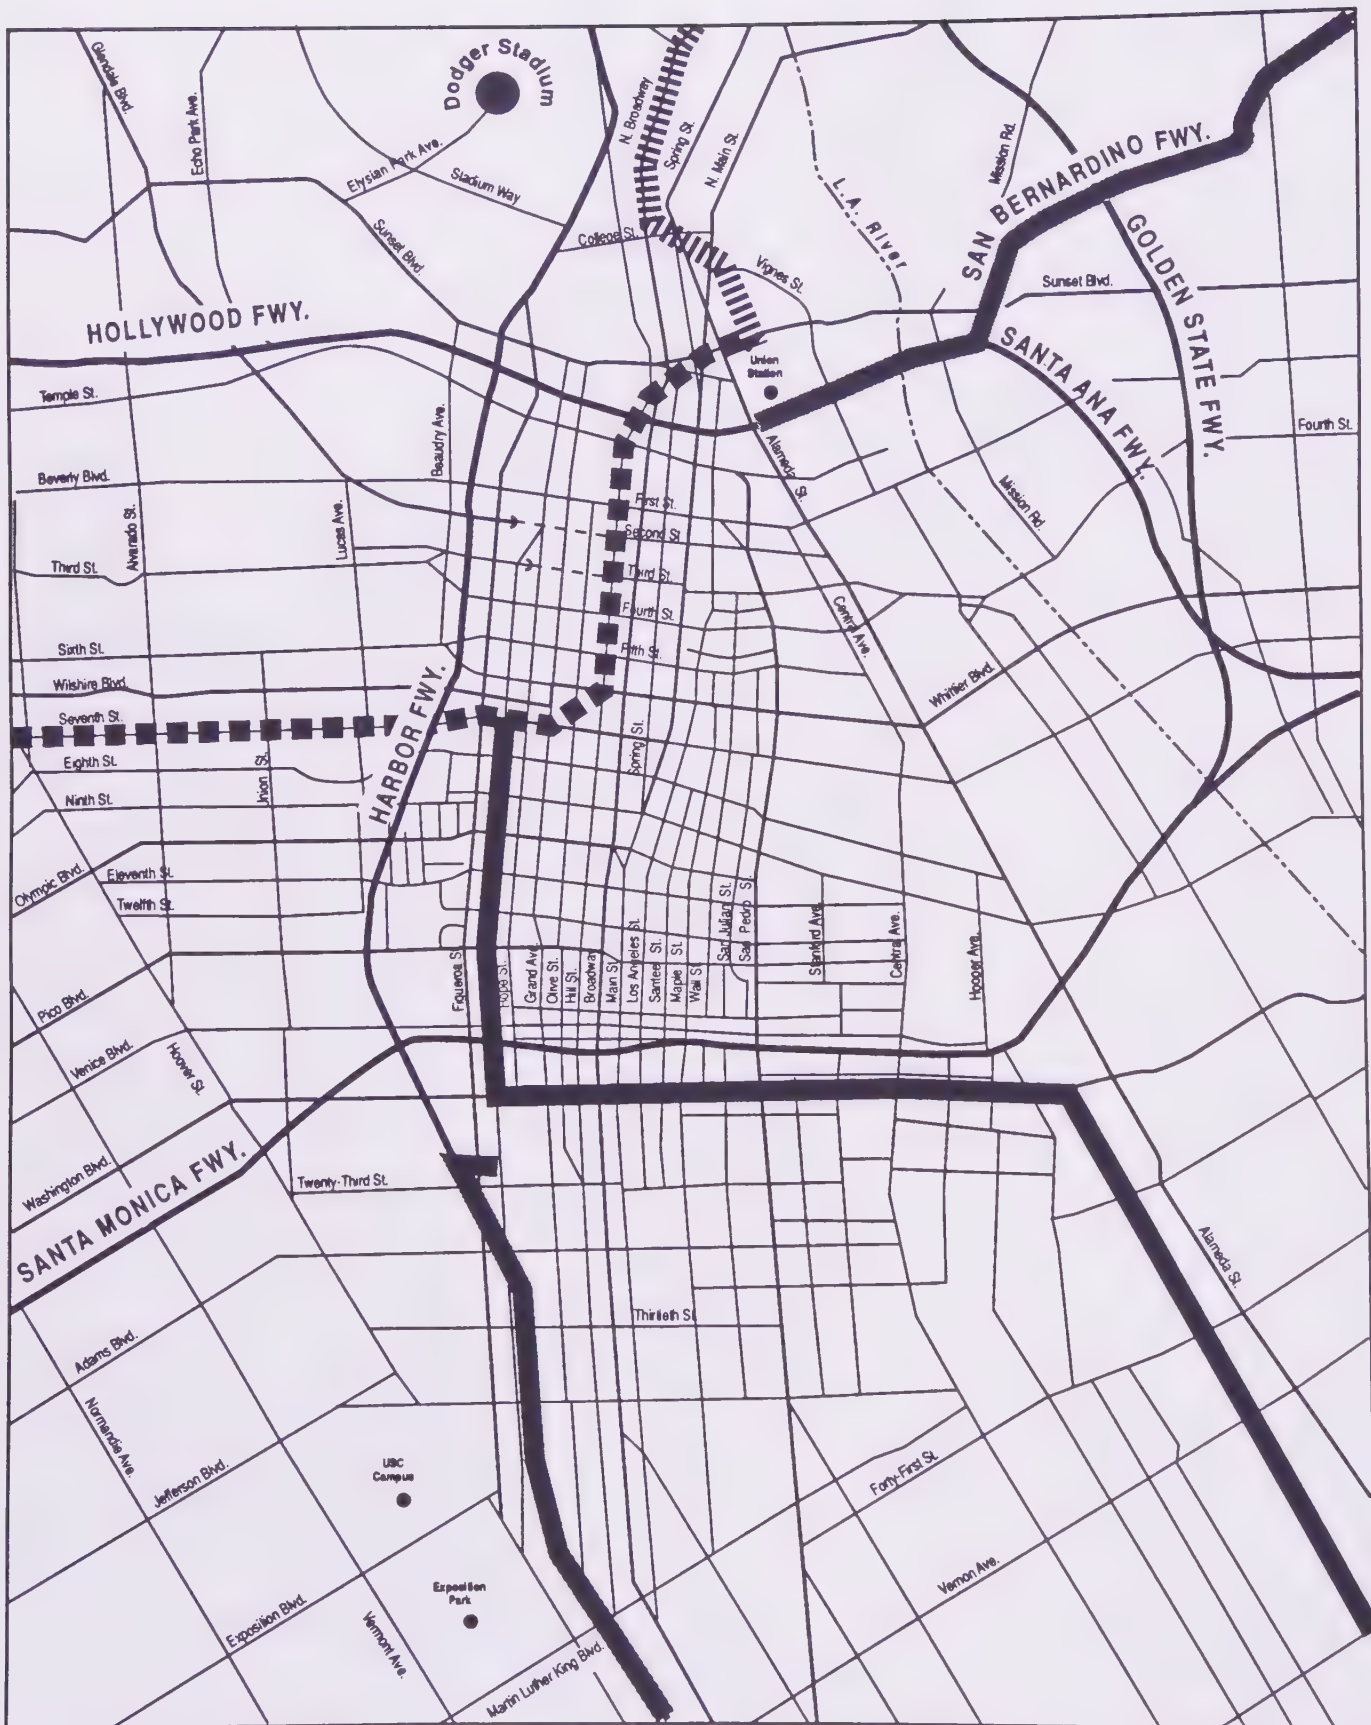 Glendale Blvd.
Echo Park Ave.
Dodger Stadium
N. Broadway
Spring St.
N. Main St.
Mission Rd.
SAN BERNARDINO FWY.
Elysian Park Ave.
Stadium Way
L.A. River
Sunset Blvd.
College St.
Vignes St.
GOLDEN STATE FWY.
Sunset Blvd.
HOLLYWOOD FWY.
Union
Station
SANTA ANA FWY.
Temple St.
Beaudry Ave.
Alameda St.
Fourth St.
Beverly Blvd.
Alvarado St.
Lucas Ave.
First St.
Second St
Mission Rd.
Third St.
Third St.
Fourth St.
Central Ave.
Sixth St.
Fifth St.
Wilshire Blvd.
Whittier Blvd.
Seventh St.
HARBOR FWY.
Spring St.
Eighth St.
Union St.
Ninth St.
Olympic Blvd.
Eleventh St.
Twelfth St.
San Julian St.
San Pedro St.
Stanford Ave.
Central Ave.
Hooper Ave.
Figueroa St.
Hope St.
Grand Ave.
Olive St.
Hill St.
Broadway
Main St.
Los Angeles St.
Santee St.
Maple St.
Wall St.
Pico Blvd.
Venice Blvd.
Hoover St.
Washington Blvd.
SANTA MONICA FWY.
Twenty-Third St.
Alameda St.
Thirtieth St.
Adams Blvd.
Normandie Ave.
Jefferson Blvd.
USC
Campus
Forty-First St.
Exposition
Park
Vernon Ave.
Exposition Blvd.
Vermont Ave.
Martin Luther King Blvd.